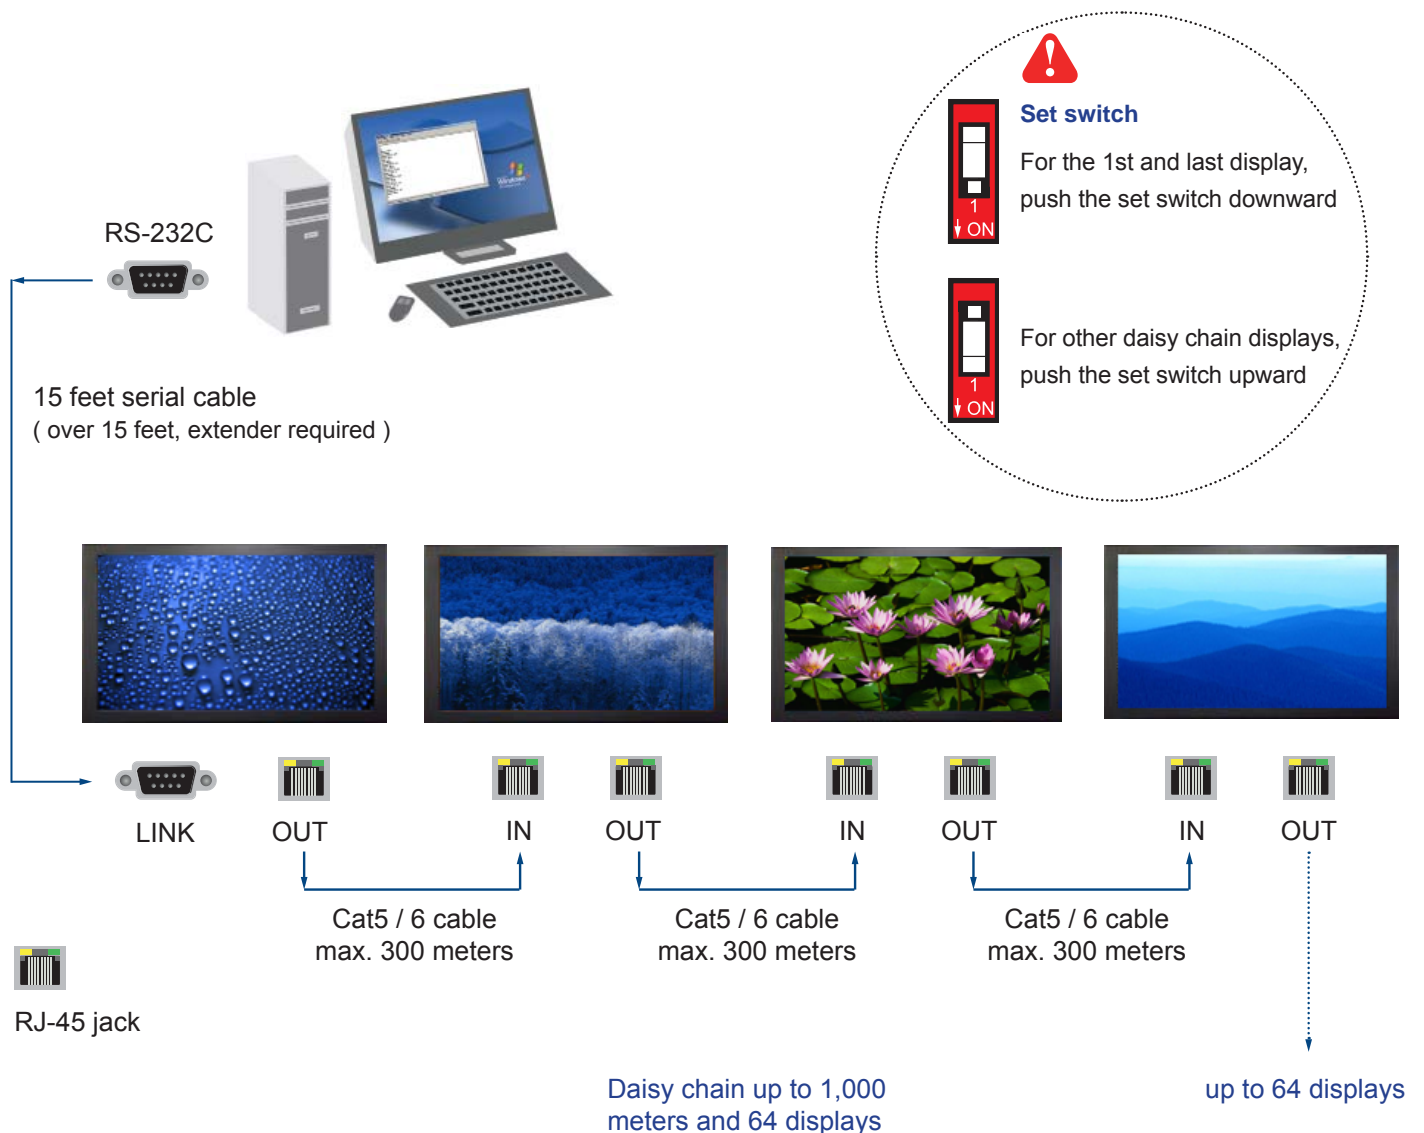 Set switch
For the 1st and last display,
push the set switch downward
1
ON
For other daisy chain displays,
push the set switch upward
1
ON
RS-232C
Windows
15 feet serial cable
( over 15 feet, extender required )
LINK
OUT
IN
OUT
IN
OUT
IN
OUT
Cat5 / 6 cable
max. 300 meters
Cat5 / 6 cable
max. 300 meters
Cat5 / 6 cable
max. 300 meters
RJ-45 jack
Daisy chain up to 1,000
meters and 64 displays
up to 64 displays